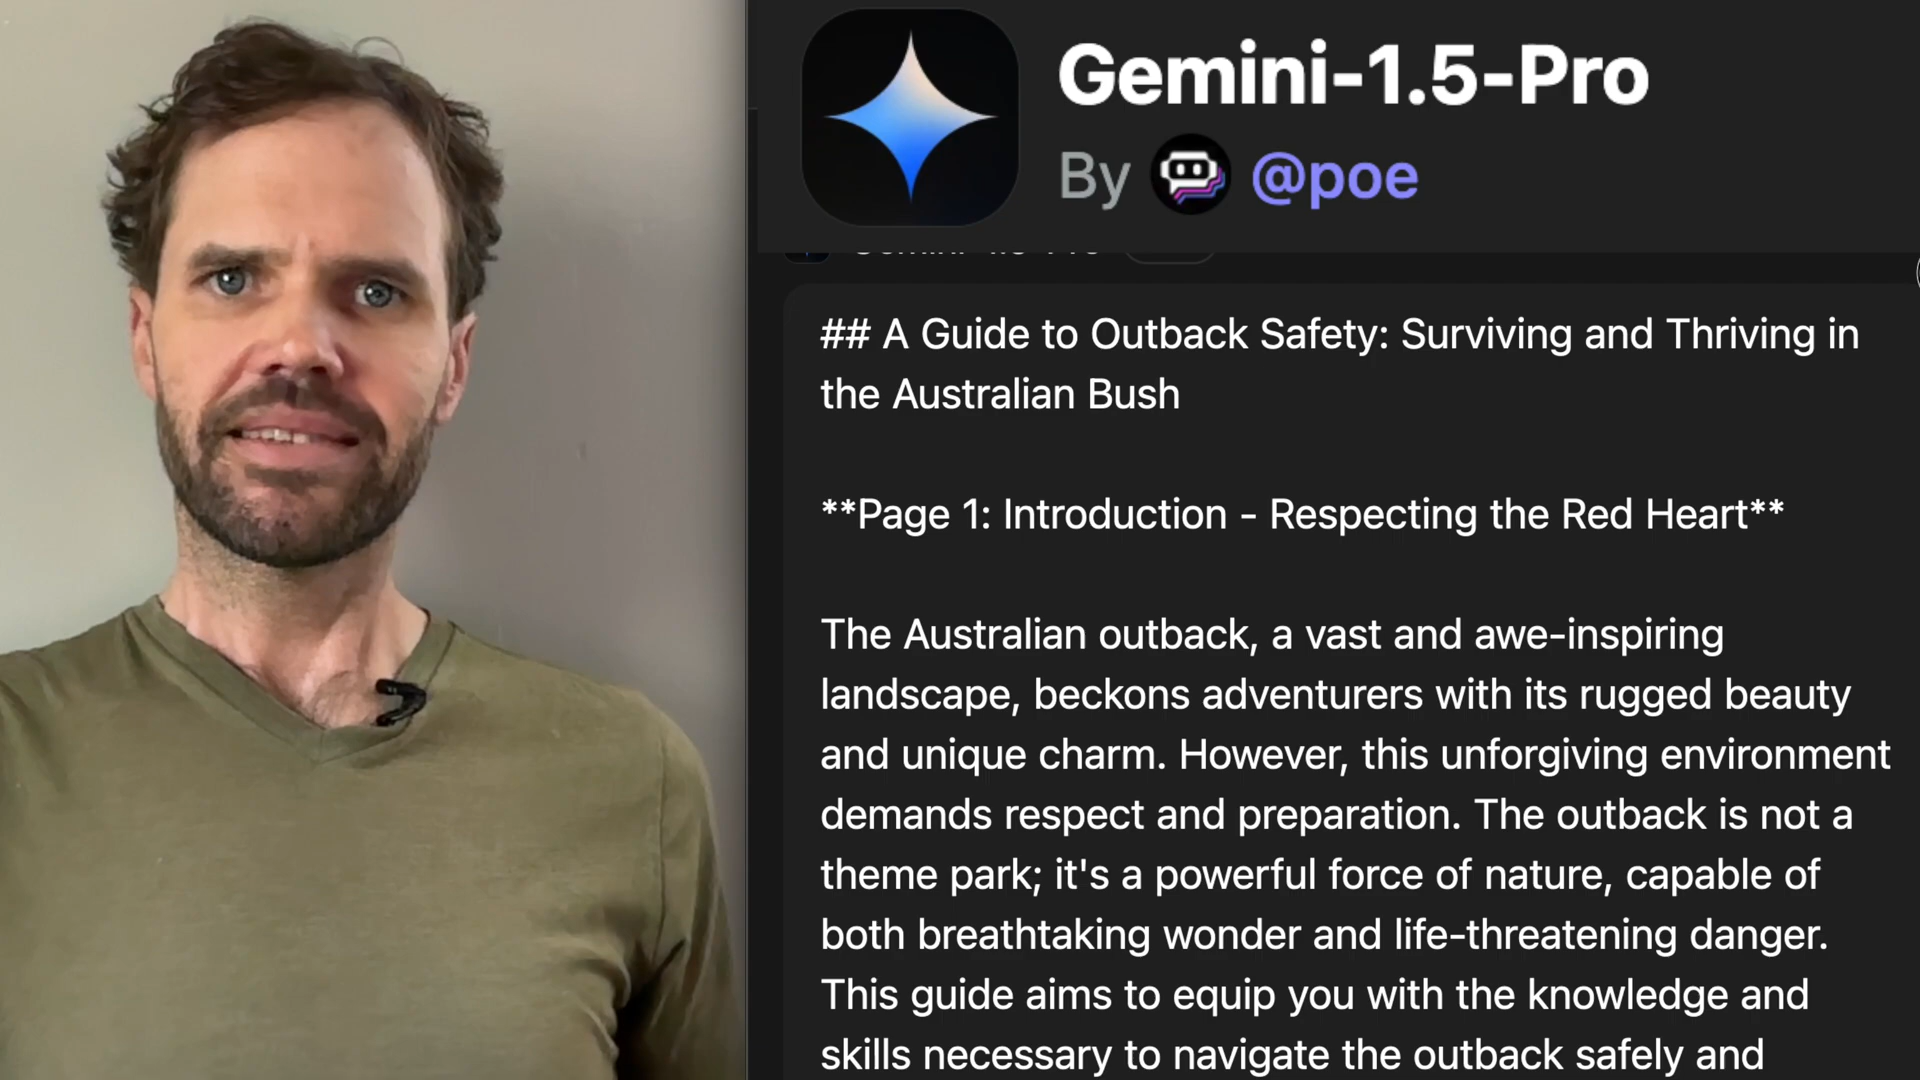 Gemini-1.5-Pro
By @poe
## A Guide to Outback Safety: Surviving and Thriving in
the Australian Bush
**Page 1: Introduction - Respecting the Red Heart**
The Australian outback, a vast and awe-inspiring
landscape, beckons adventurers with its rugged beauty
and unique charm. However, this unforgiving environment
demands respect and preparation. The outback is not a
theme park; it's a powerful force of nature, capable of
both breathtaking wonder and life-threatening danger.
This guide aims to equip you with the knowledge and
skills necessary to navigate the outback safely and